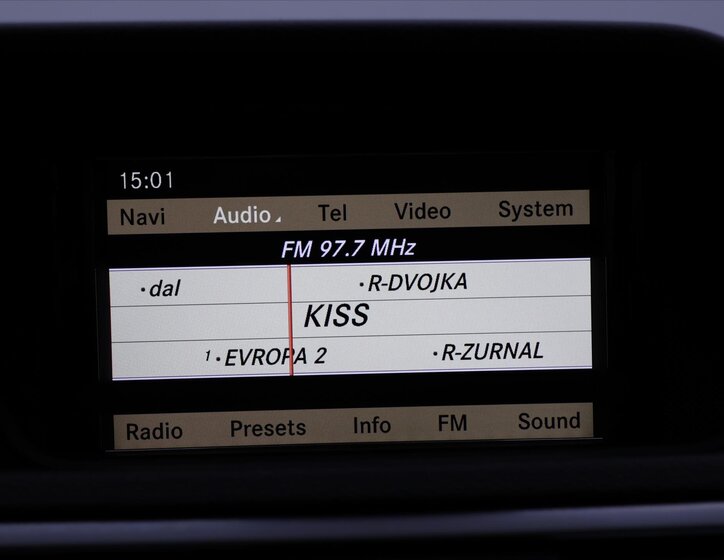 15:01
Navi Audio Tel Video System
FM 97.7 MHz
•dal •R-DVOJKA
KISS
1•EVROPA 2 •R-ZURNAL
Radio Presets Info FM Sound